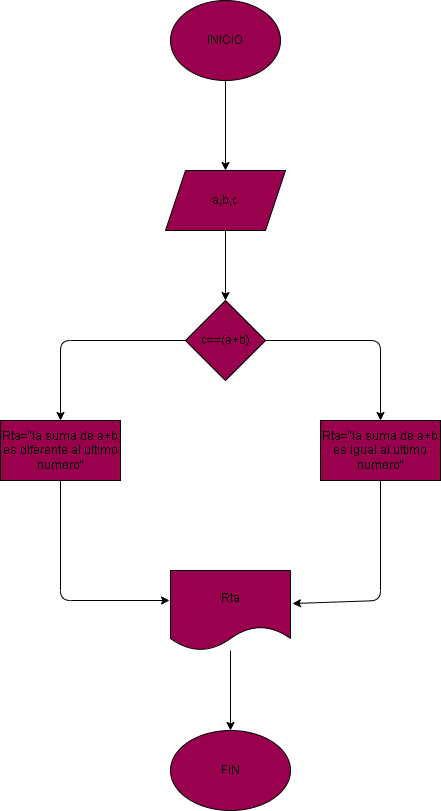 INICIO
a,b,c
c==(a+b)
Rta="la suma de a+b
es diferente al ultimo
numero"
Rta="la suma de a+b
es igual al ultimo
numero"
Rta
FIN